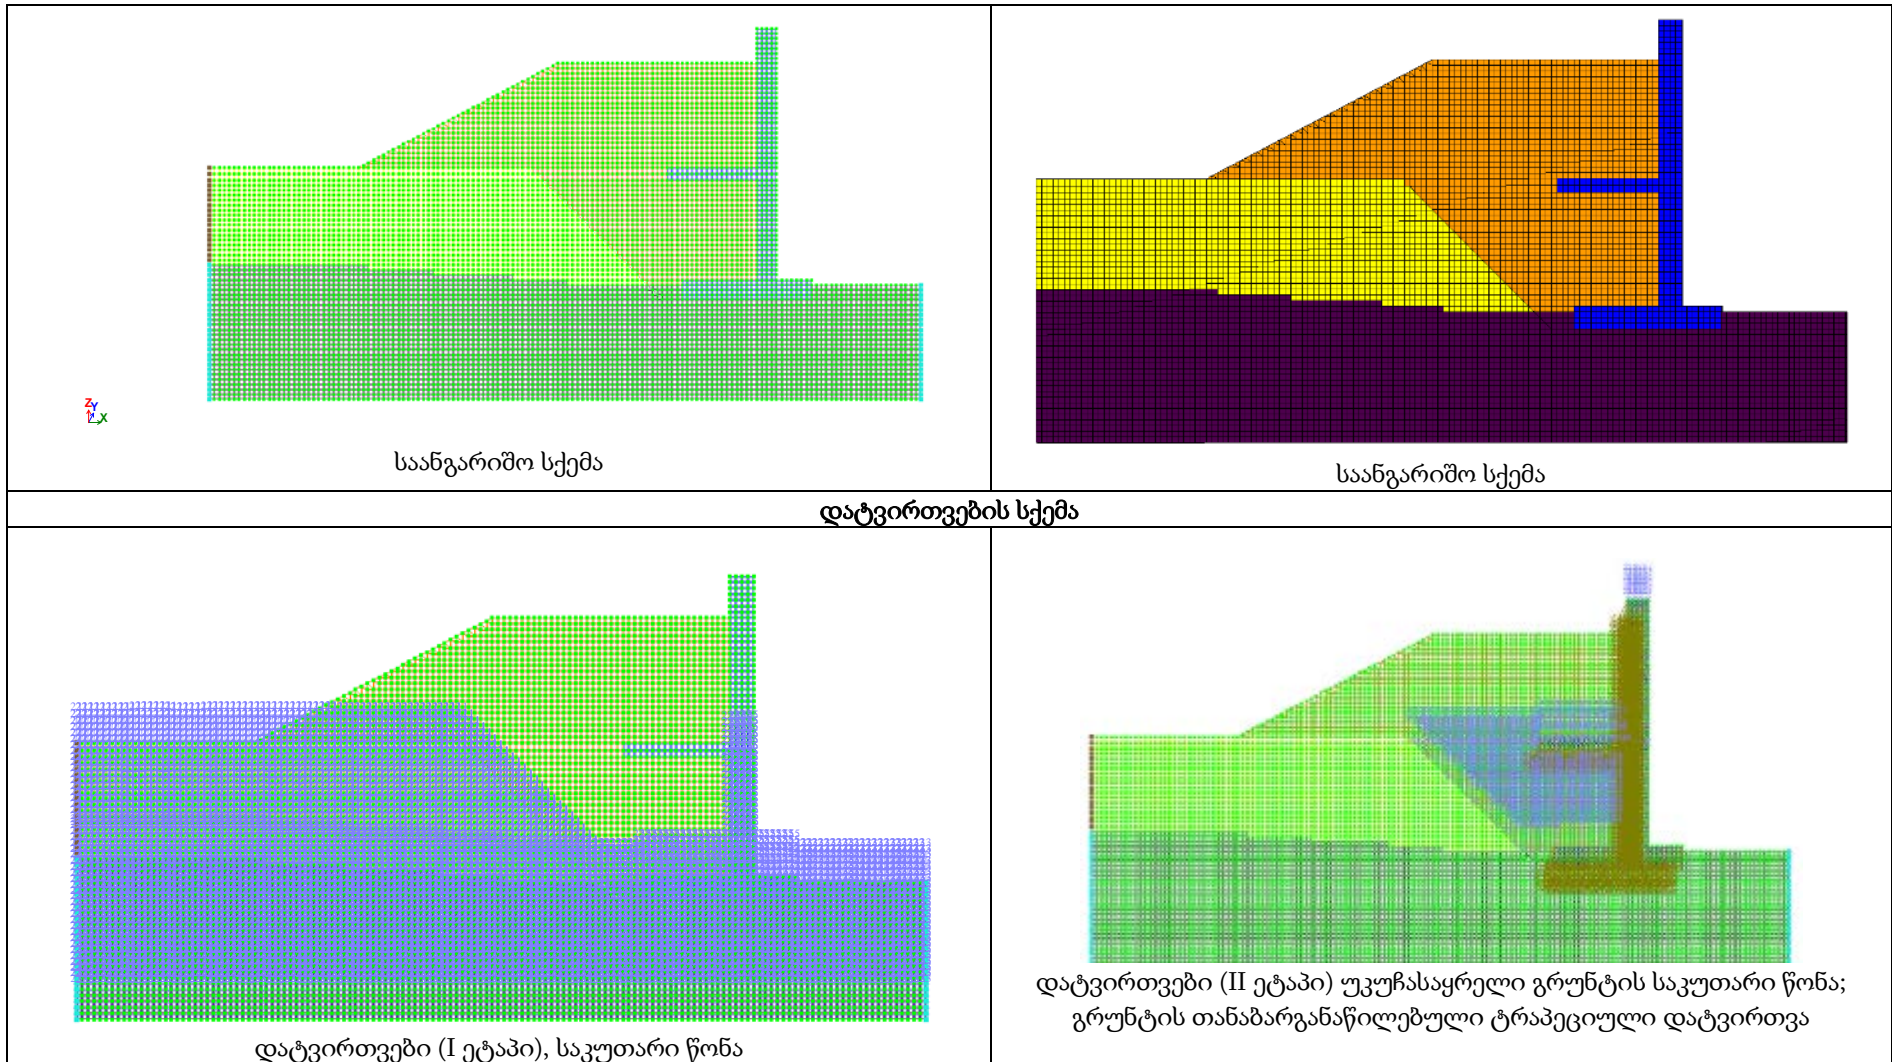 Z
Y
X
საანგარიშო სქემა
საანგარიშო სქემა
დატვირთვების სქემა
დატვირთვები (I ეტაპი), საკუთარი წონა
დატვირთვები (II ეტაპი) უკუჩასაყრელი გრუნტის საკუთარი წონა;
გრუნტის თანაბარგანაწილებული ტრაპეციული დატვირთვა